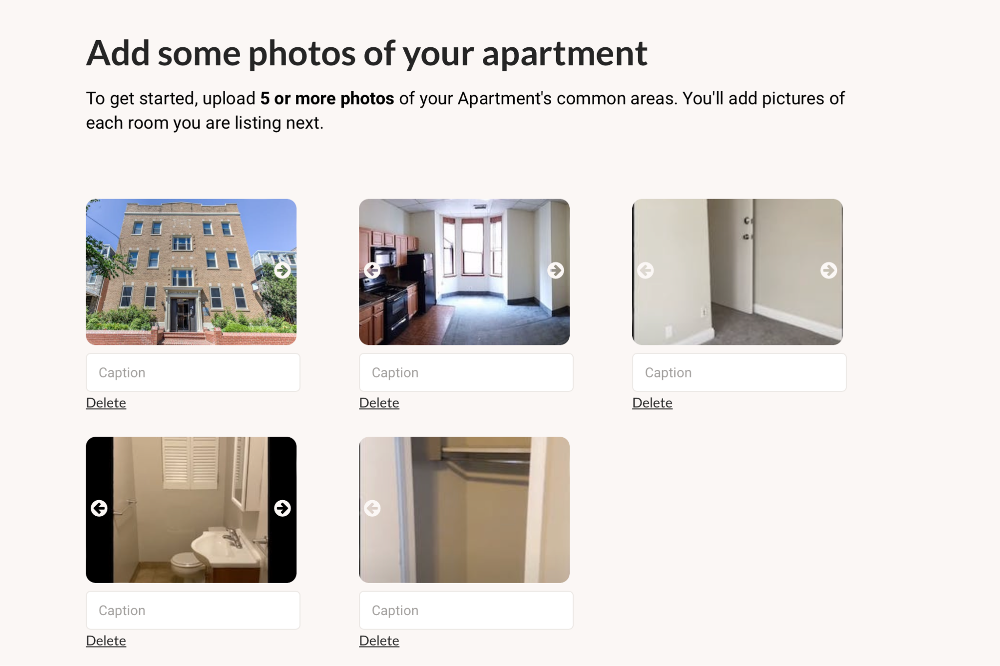 Add some photos of your apartment
To get started, upload 5 or more photos of your Apartment's common areas. You'll add pictures of
each room you are listing next.
Caption
Caption
Caption
Delete
Delete
Delete
Caption
Caption
Delete
Delete